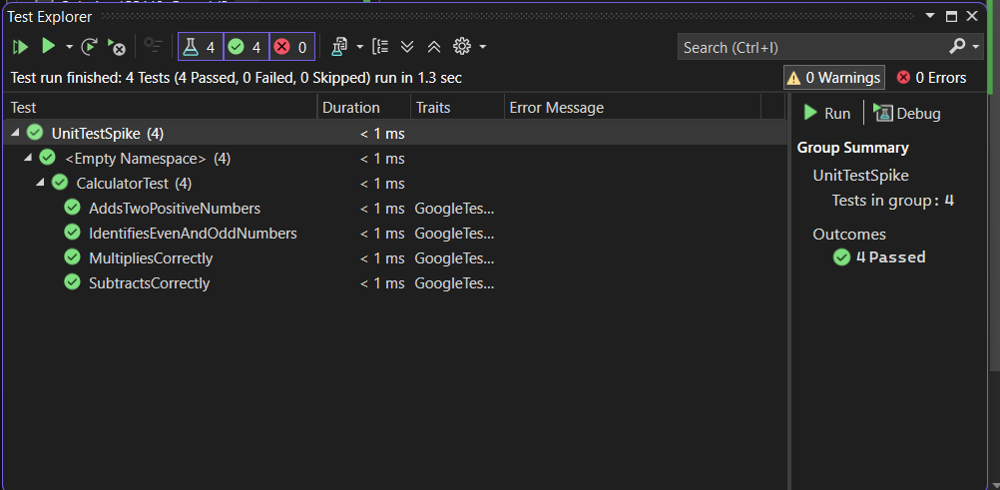 Test Explorer
4 4 0
Search (Ctrl+I)
Test run finished: 4 Tests (4 Passed, 0 Failed, 0 Skipped) run in 1.3 sec
0 Warnings
0 Errors
Test Duration Traits Error Message
UnitTestSpike (4) < 1 ms
<Empty Namespace> (4) < 1 ms
CalculatorTest (4) < 1 ms
AddsTwoPositiveNumbers < 1 ms GoogleTes...
IdentifiesEvenAndOddNumbers < 1 ms GoogleTes...
MultipliesCorrectly < 1 ms GoogleTes...
SubtractsCorrectly < 1 ms GoogleTes...
Run Debug
Group Summary
UnitTestSpike
Tests in group: 4
Outcomes
4 Passed